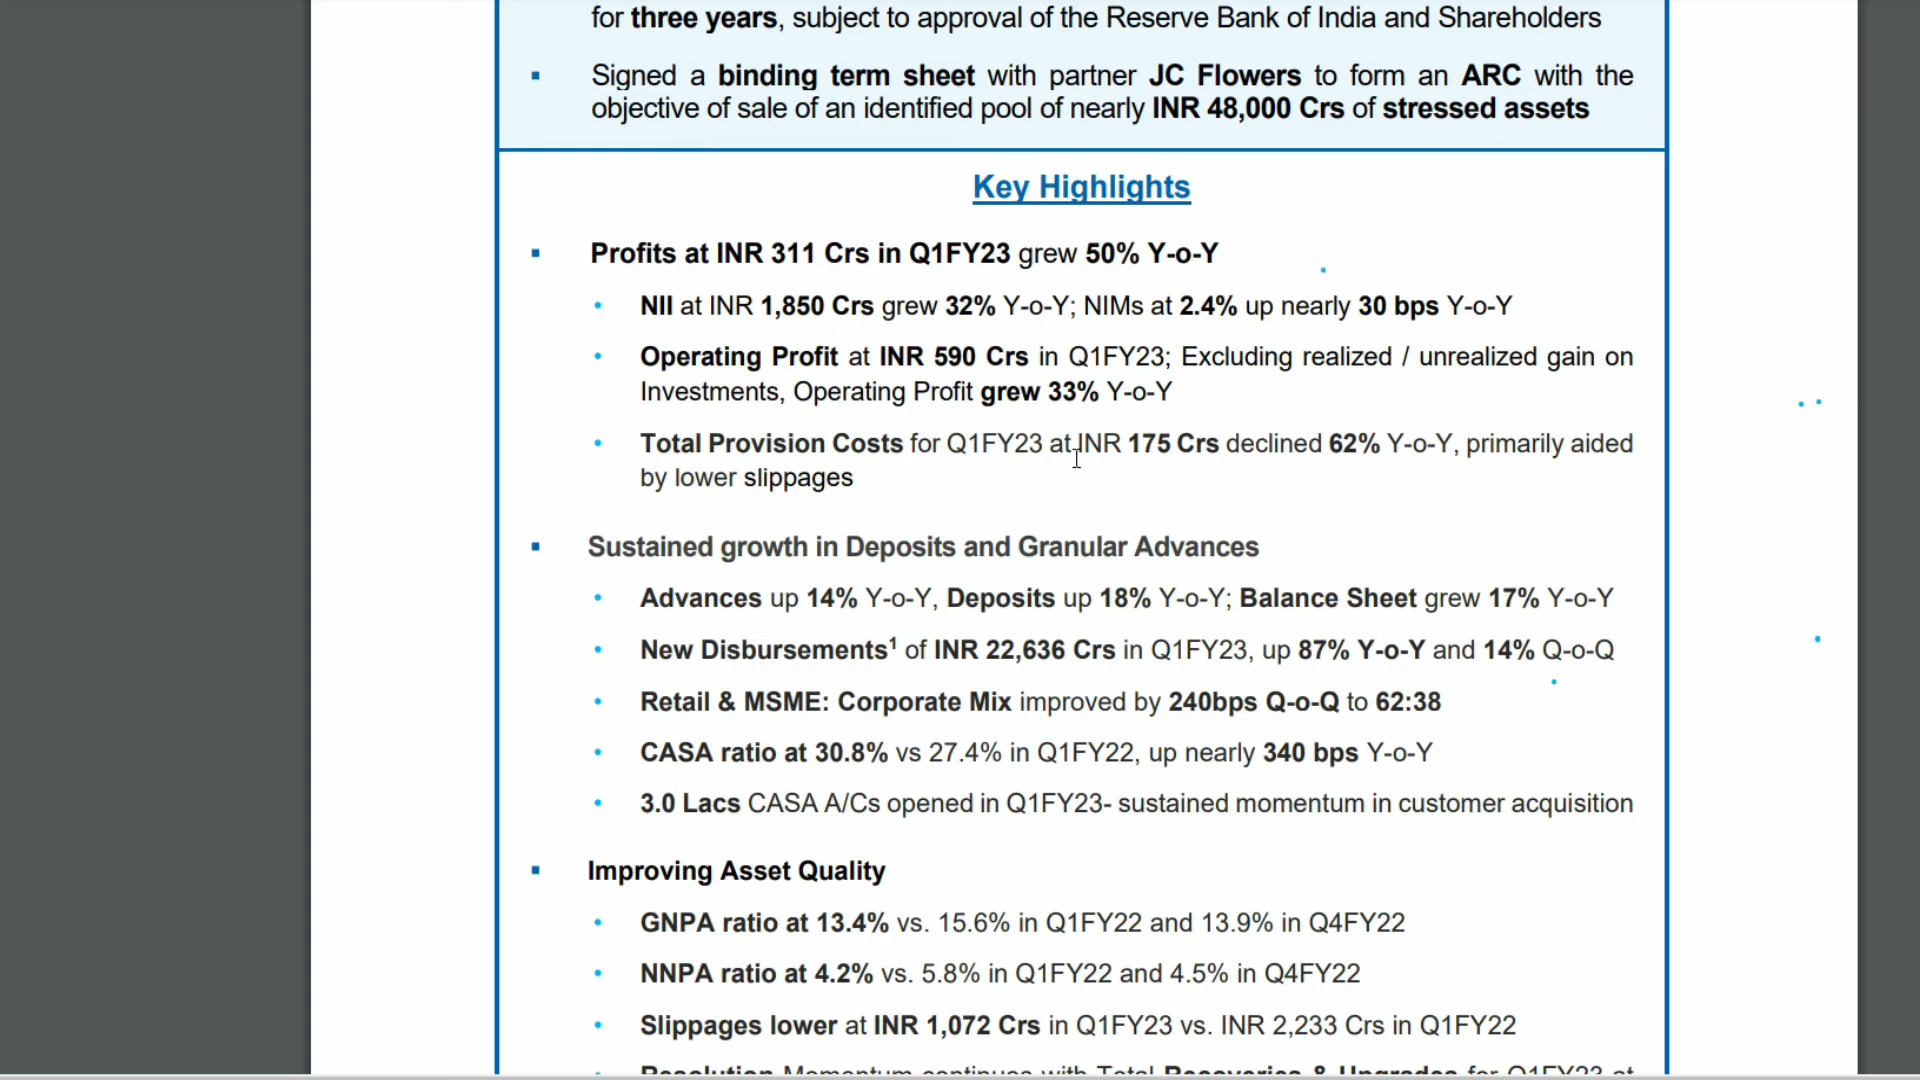 for three years, subject to approval of the Reserve Bank of India and Shareholders
▪ Signed a binding term sheet with partner JC Flowers to form an ARC with the
objective of sale of an identified pool of nearly INR 48,000 Crs of stressed assets
Key Highlights
▪ Profits at INR 311 Crs in Q1FY23 grew 50% Y-o-Y
• NII at INR 1,850 Crs grew 32% Y-o-Y; NIMs at 2.4% up nearly 30 bps Y-o-Y
• Operating Profit at INR 590 Crs in Q1FY23; Excluding realized / unrealized gain on
Investments, Operating Profit grew 33% Y-o-Y
• Total Provision Costs for Q1FY23 at INR 175 Crs declined 62% Y-o-Y, primarily aided
by lower slippages
▪ Sustained growth in Deposits and Granular Advances
• Advances up 14% Y-o-Y, Deposits up 18% Y-o-Y; Balance Sheet grew 17% Y-o-Y
• New Disbursements¹ of INR 22,636 Crs in Q1FY23, up 87% Y-o-Y and 14% Q-o-Q
• Retail & MSME: Corporate Mix improved by 240bps Q-o-Q to 62:38
• CASA ratio at 30.8% vs 27.4% in Q1FY22, up nearly 340 bps Y-o-Y
• 3.0 Lacs CASA A/Cs opened in Q1FY23- sustained momentum in customer acquisition
▪ Improving Asset Quality
• GNPA ratio at 13.4% vs. 15.6% in Q1FY22 and 13.9% in Q4FY22
• NNPA ratio at 4.2% vs. 5.8% in Q1FY22 and 4.5% in Q4FY22
• Slippages lower at INR 1,072 Crs in Q1FY23 vs. INR 2,233 Crs in Q1FY22
• Resolution Momentum continues with Total Recoveries & Upgrades for Q1FY23 at